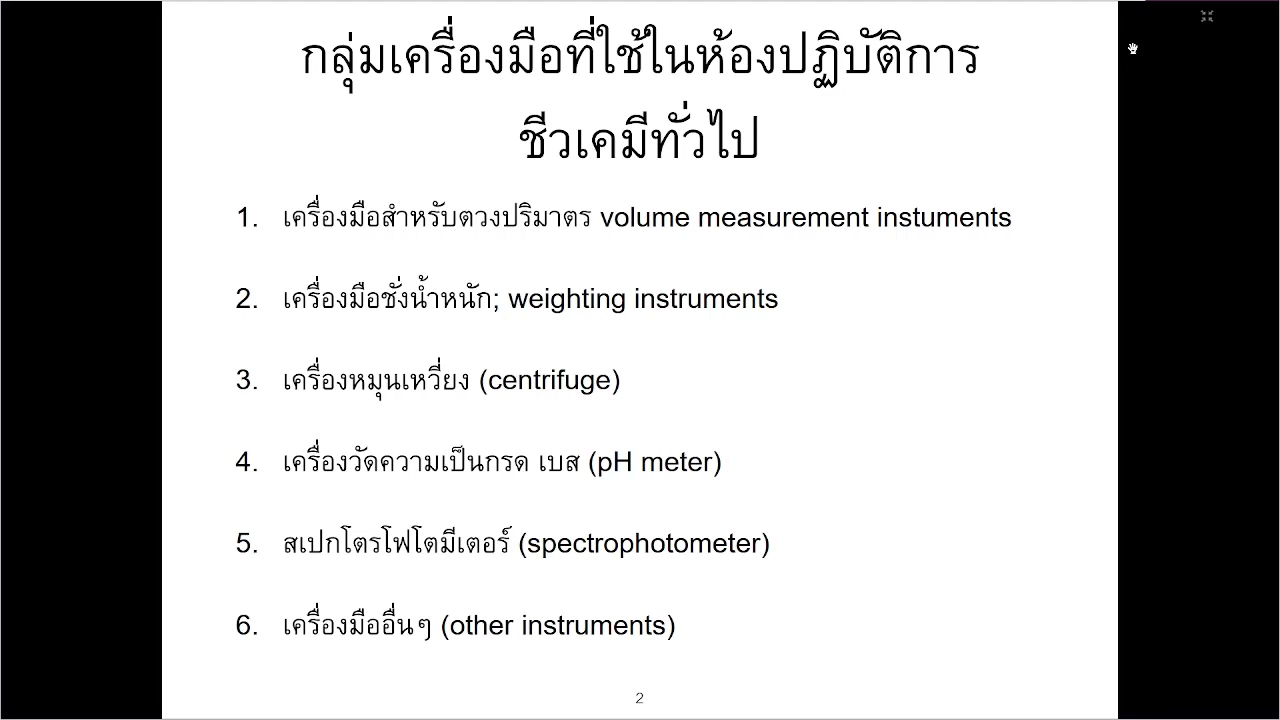 กลุ่มเครื่องมือที่ใช้ในห้องปฏิบัติการ
ชีวเคมีทั่วไป
1. เครื่องมือสำหรับตวงปริมาตร volume measurement instuments
2. เครื่องมือชั่งน้ำหนัก; weighting instruments
3. เครื่องหมุนเหวี่ยง (centrifuge)
4. เครื่องวัดความเป็นกรด เบส (pH meter)
5. สเปกโตรโฟโตมีเตอร์ (spectrophotometer)
6. เครื่องมืออื่นๆ (other instruments)
2